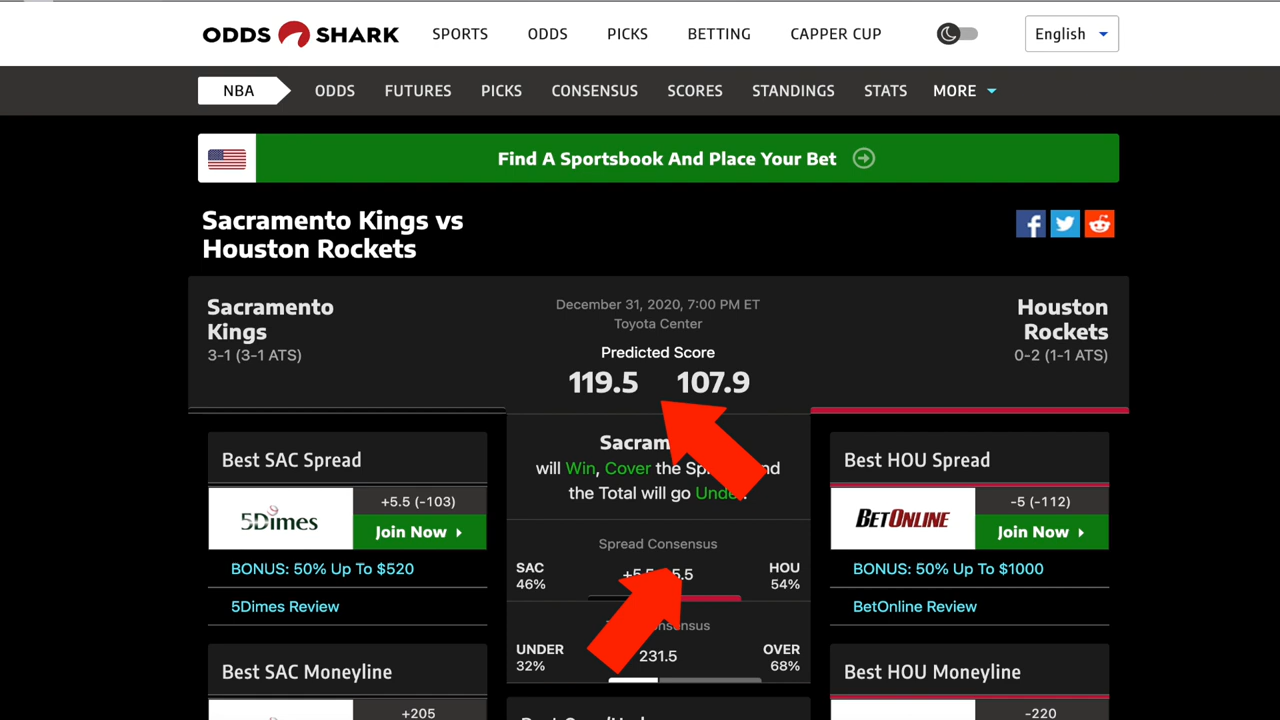 ODDS SHARK SPORTS ODDS PICKS BETTING CAPPER CUP English
NBA ODDS FUTURES PICKS CONSENSUS SCORES STANDINGS STATS MORE
Find A Sportsbook And Place Your Bet
Sacramento Kings vs
Houston Rockets
Sacramento
Kings
3-1 (3-1 ATS)
December 31, 2020, 7:00 PM ET
Toyota Center
Predicted Score
119.5 107.9
Houston
Rockets
0-2 (1-1 ATS)
Best SAC Spread
5Dimes
+5.5 (-103)
Join Now
BONUS: 50% Up To $520
5Dimes Review
Best SAC Moneyline
+205
will Win, Cover the
the Total will go
Spread Consensus
SAC
46%
HOU
54%
UNDER
32%
231.5
OVER
68%
Best HOU Spread
BETONLINE
-5 (-112)
Join Now
BONUS: 50% Up To $1000
BetOnline Review
Best HOU Moneyline
-220